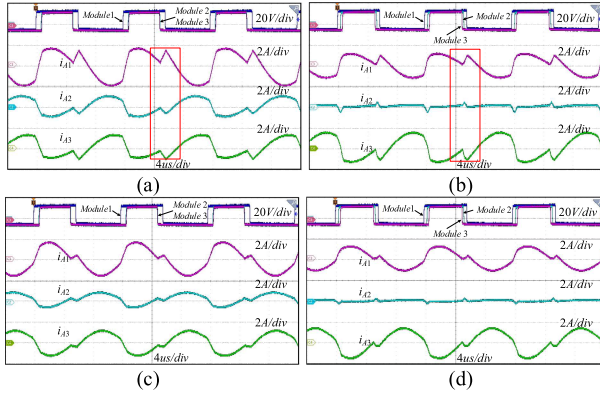 Module1
Module 2
Module 3
20V/div
2A/div
iA1
2A/div
iA2
2A/div
iA3
4us/div
(a)
Module1
Module 2
Module 3
20V/div
2A/div
iA1
2A/div
iA2
2A/div
iA3
4us/div
(b)
Module1
Module 2
Module 3
20V/div
2A/div
iA1
2A/div
iA2
2A/div
iA3
4us/div
(c)
Module1
Module 2
Module 3
20V/div
2A/div
iA1
2A/div
iA2
2A/div
iA3
4us/div
(d)